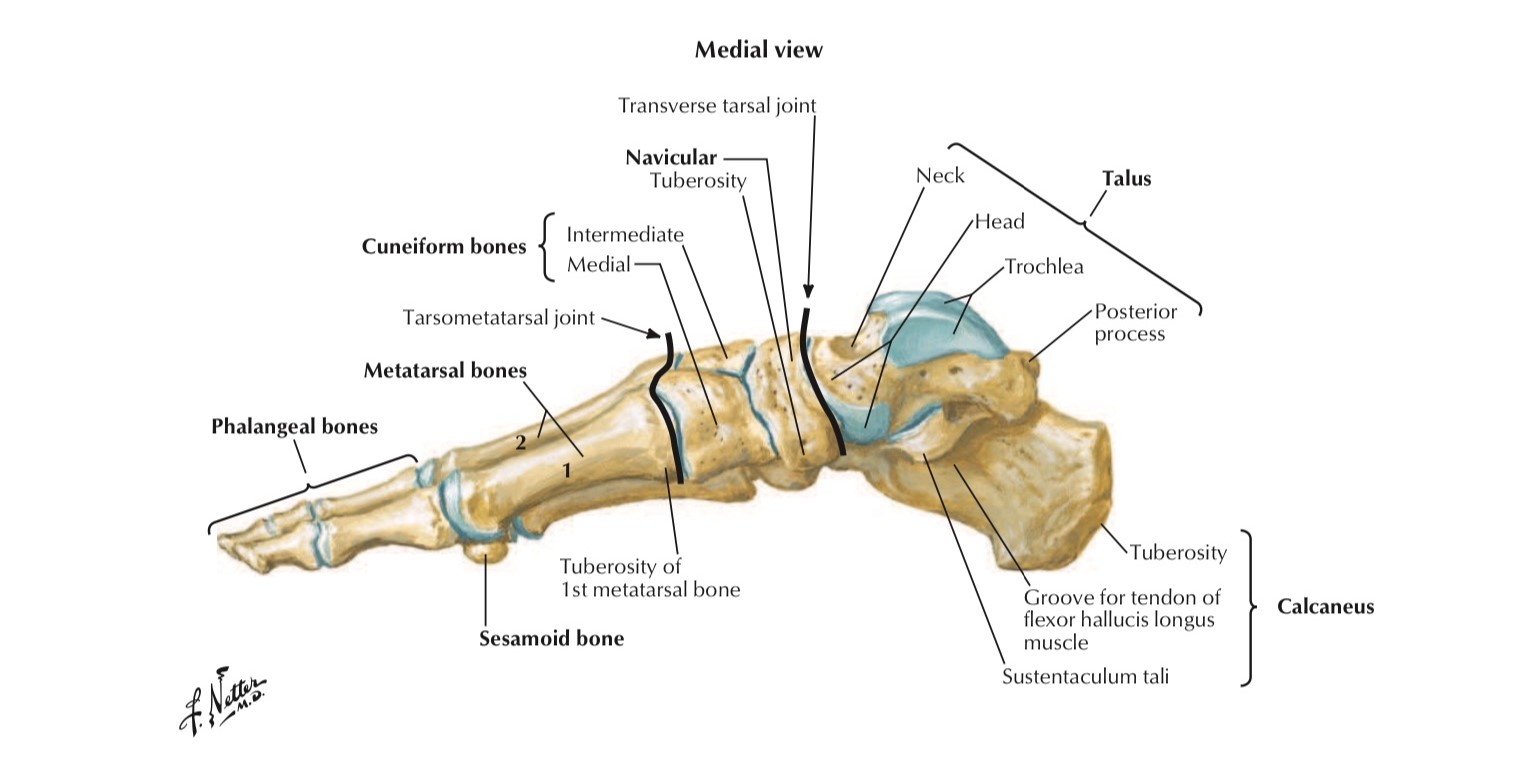 Medial view
Transverse tarsal joint
Navicular
Tuberosity
Neck
Talus
Head
Cuneiform bones
Intermediate
Medial
Trochlea
Tarsometatarsal joint
Posterior
process
Metatarsal bones
Phalangeal bones
2
1
Tuberosity
Tuberosity of
1st metatarsal bone
Groove for tendon of
flexor hallucis longus
muscle
Calcaneus
Sesamoid bone
Sustentaculum tali
F. Netter
M.D.